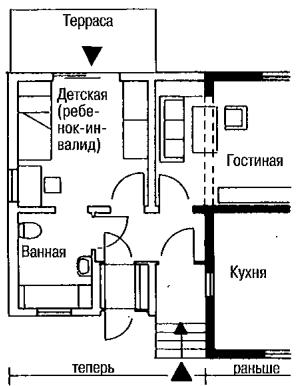 Терраса
Детская
(ребе-
нок-ин-
валид)
Гостиная
Ванная
Кухня
теперь
раньше